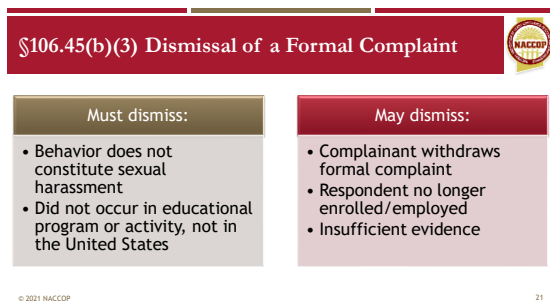 §106.45(b)(3) Dismissal of a Formal Complaint
NACCOP
Must dismiss:
• Behavior does not
constitute sexual
harassment
• Did not occur in educational
program or activity, not in
the United States
May dismiss:
• Complainant withdraws
formal complaint
• Respondent no longer
enrolled/employed
• Insufficient evidence
© 2021 NACCOP
21